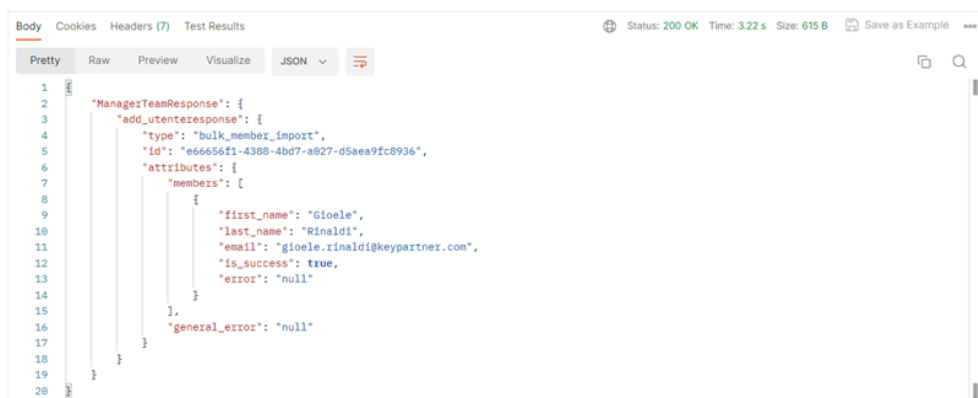 Body Cookies Headers (7) Test Results Status: 200 OK Time: 3.22 s Size: 615 B Save as Example
Pretty Raw Preview Visualize JSON
1 {
2 "ManagerTeamResponse": {
3 "add_utenteresponse": {
4 "type": "bulk_member_import",
5 "id": "e66656f1-4388-4bd7-a027-d5aea9fc8936",
6 "attributes": {
7 "members": [
8 {
9 "first_name": "Gioele",
10 "last_name": "Rinaldi",
11 "email": "gioele.rinaldi@keypartner.com",
12 "is_success": true,
13 "error": "null"
14 }
15 ],
16 "general_error": "null"
17 }
18 }
19 }
20 }